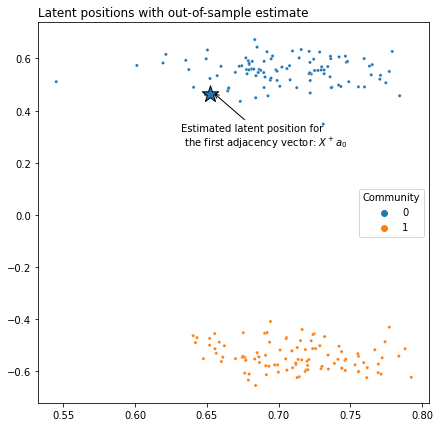 Latent positions with out-of-sample estimate
0.6
0.4
Estimated latent position for
the first adjacency vector: X⁺a₀
0.2
Community
0
1
0.0
−0.2
−0.4
−0.6
0.55 0.60 0.65 0.70 0.75 0.80